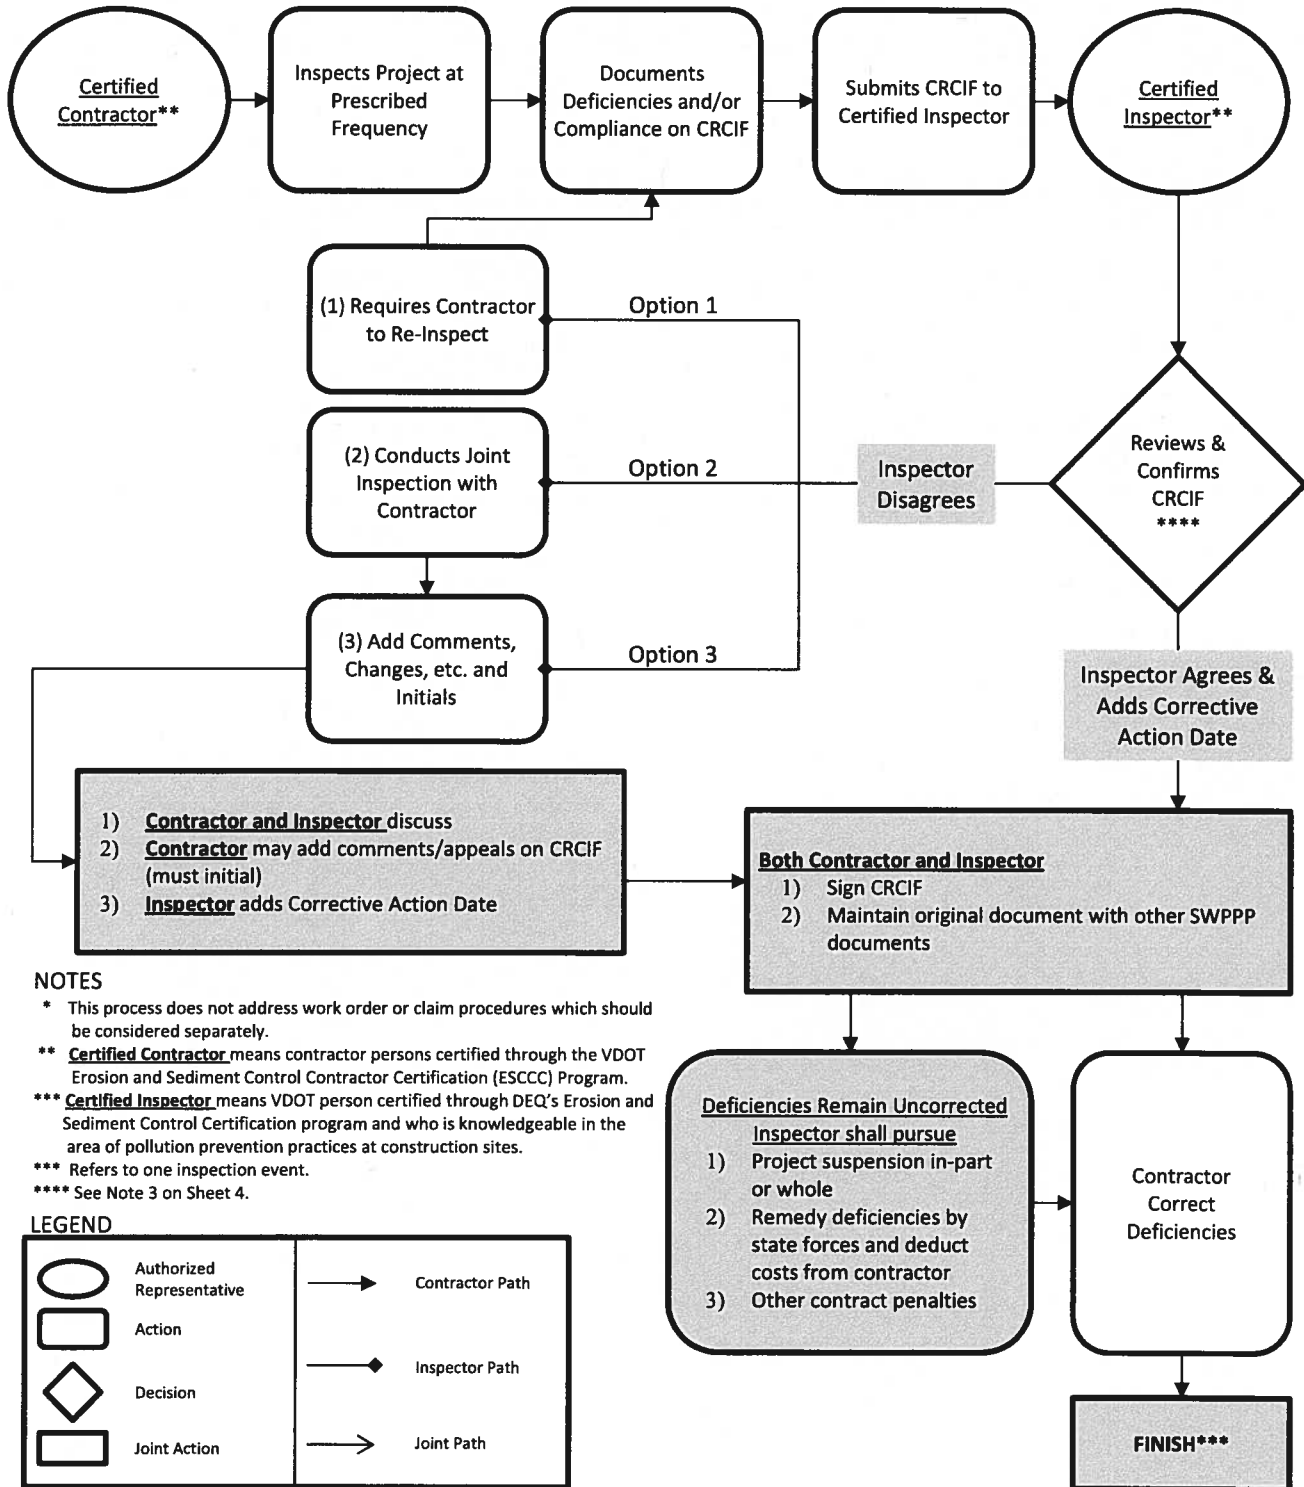 Certified
Contractor**
Inspects Project at
Prescribed
Frequency
Documents
Deficiencies and/or
Compliance on CRCIF
Submits CRCIF to
Certified Inspector
Certified
Inspector**
(1) Requires Contractor
to Re-Inspect
Option 1
(2) Conducts Joint
Inspection with
Contractor
Option 2
Inspector
Disagrees
Reviews &
Confirms
CRCIF
****
(3) Add Comments,
Changes, etc. and
Initials
Option 3
Inspector Agrees &
Adds Corrective
Action Date
1) Contractor and Inspector discuss
2) Contractor may add comments/appeals on CRCIF
(must initial)
3) Inspector adds Corrective Action Date
Both Contractor and Inspector
1) Sign CRCIF
2) Maintain original document with other SWPPP
documents
NOTES
* This process does not address work order or claim procedures which should
be considered separately.
** Certified Contractor means contractor persons certified through the VDOT
Erosion and Sediment Control Contractor Certification (ESCCC) Program.
*** Certified Inspector means VDOT person certified through DEQ's Erosion and
Sediment Control Certification program and who is knowledgeable in the
area of pollution prevention practices at construction sites.
*** Refers to one inspection event.
**** See Note 3 on Sheet 4.
Deficiencies Remain Uncorrected
Inspector shall pursue
1) Project suspension in-part
or whole
2) Remedy deficiencies by
state forces and deduct
costs from contractor
3) Other contract penalties
Contractor
Correct
Deficiencies
FINISH***
LEGEND
Authorized
Representative
Action
Decision
Joint Action
Contractor Path
Inspector Path
Joint Path